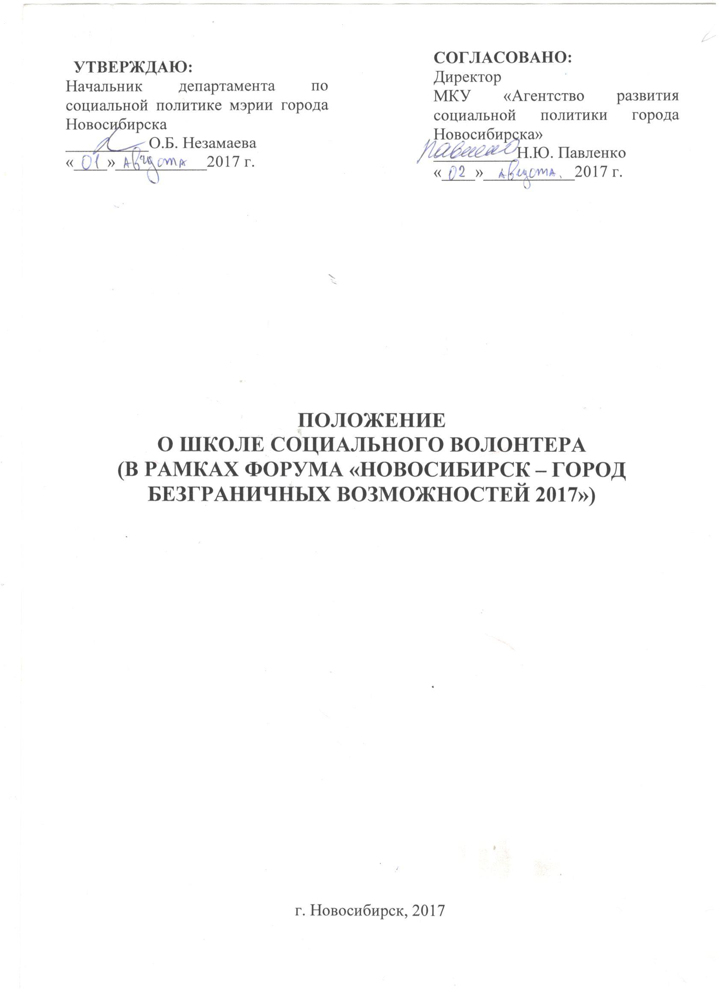 УТВЕРЖДАЮ:
Начальник департамента по
социальной политике мэрии города
Новосибирска
О.Б. Незамаева
«01» августа 2017 г.
СОГЛАСОВАНО:
Директор
МКУ «Агентство развития
социальной политики города
Новосибирска»
Н.Ю. Павленко
«02» августа 2017 г.
ПОЛОЖЕНИЕ
О ШКОЛЕ СОЦИАЛЬНОГО ВОЛОНТЕРА
(В РАМКАХ ФОРУМА «НОВОСИБИРСК – ГОРОД
БЕЗГРАНИЧНЫХ ВОЗМОЖНОСТЕЙ 2017»)
г. Новосибирск, 2017